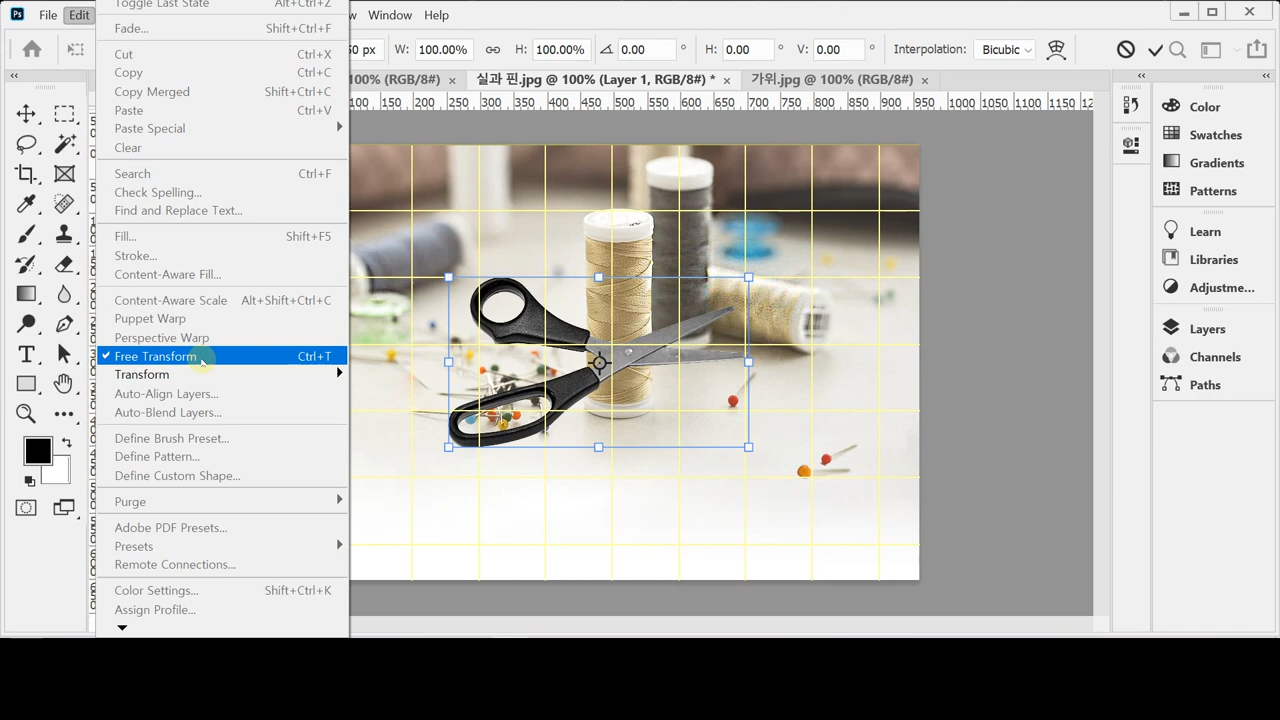 Ps File Edit Window Help
W: 100.00% H: 100.00% 0.00 ° H: 0.00 ° V: 0.00 ° Interpolation: Bicubic
100% (RGB/8#) × 실과 핀.jpg @ 100% (Layer 1, RGB/8#) * × 가위.jpg @ 100% (RGB/8#) ×
100 150 200 250 300 350 400 450 500 550 600 650 700 750 800 850 900 950 1000 1050 1100 1150
Toggle Last State Alt+Ctrl+Z
Fade... Shift+Ctrl+F
Cut Ctrl+X
Copy Ctrl+C
Copy Merged Shift+Ctrl+C
Paste Ctrl+V
Paste Special
Clear
Search Ctrl+F
Check Spelling...
Find and Replace Text...
Fill... Shift+F5
Stroke...
Content-Aware Fill...
Content-Aware Scale Alt+Shift+Ctrl+C
Puppet Warp
Perspective Warp
Free Transform Ctrl+T
Transform
Auto-Align Layers...
Auto-Blend Layers...
Define Brush Preset...
Define Pattern...
Define Custom Shape...
Purge
Adobe PDF Presets...
Presets
Remote Connections...
Color Settings... Shift+Ctrl+K
Assign Profile...
Color
Swatches
Gradients
Patterns
Learn
Libraries
Adjustme...
Layers
Channels
Paths